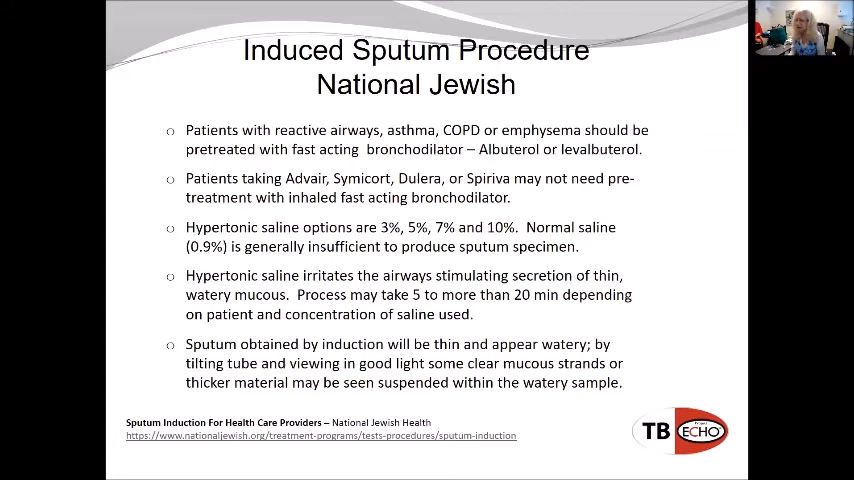 Induced Sputum Procedure
National Jewish
Patients with reactive airways, asthma, COPD or emphysema should be
pretreated with fast acting bronchodilator – Albuterol or levalbuterol.
Patients taking Advair, Symicort, Dulera, or Spiriva may not need pre-
treatment with inhaled fast acting bronchodilator.
Hypertonic saline options are 3%, 5%, 7% and 10%. Normal saline
(0.9%) is generally insufficient to produce sputum specimen.
Hypertonic saline irritates the airways stimulating secretion of thin,
watery mucous. Process may take 5 to more than 20 min depending
on patient and concentration of saline used.
Sputum obtained by induction will be thin and appear watery; by
tilting tube and viewing in good light some clear mucous strands or
thicker material may be seen suspended within the watery sample.
Sputum Induction For Health Care Providers – National Jewish Health
https://www.nationaljewish.org/treatment-programs/tests-procedures/sputum-induction
TB Project ECHO